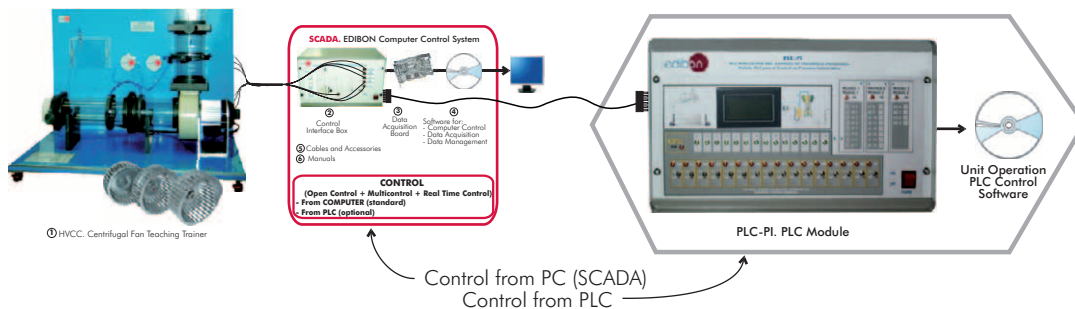 SCADA. EDIBON Computer Control System
② Control
Interface Box
③ Data
Acquisition
Board
④ Software for:
- Computer Control
- Data Acquisition
- Data Management
⑤ Cables and Accessories
⑥ Manuals
CONTROL
(Open Control + Multicontrol + Real Time Control)
- From COMPUTER (standard)
- From PLC (optional)
① HVCC. Centrifugal Fan Teaching Trainer
edibon
PLC-PI
PLC-PI. PLC Module
Unit Operation
PLC Control
Software
Control from PC (SCADA)
Control from PLC